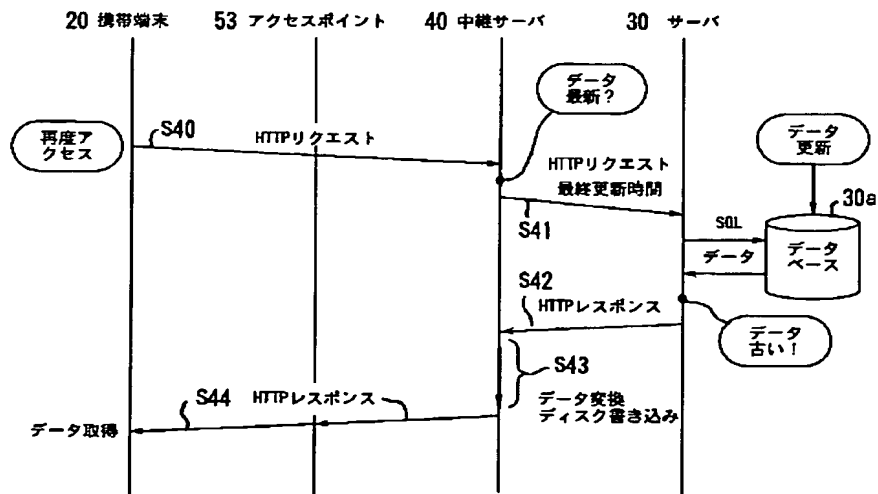 20 携帯端末
53 アクセスポイント
40 中継サーバ
30 サーバ
データ
最新?
再度ア
クセス
S40
HTTPリクエスト
データ
更新
HTTPリクエスト
最終更新時間
S41
30a
SQL
データ
データ
ベース
S42
HTTPレスポンス
データ
古い!
S43
データ変換
ディスク書き込み
S44
HTTPレスポンス
データ取得